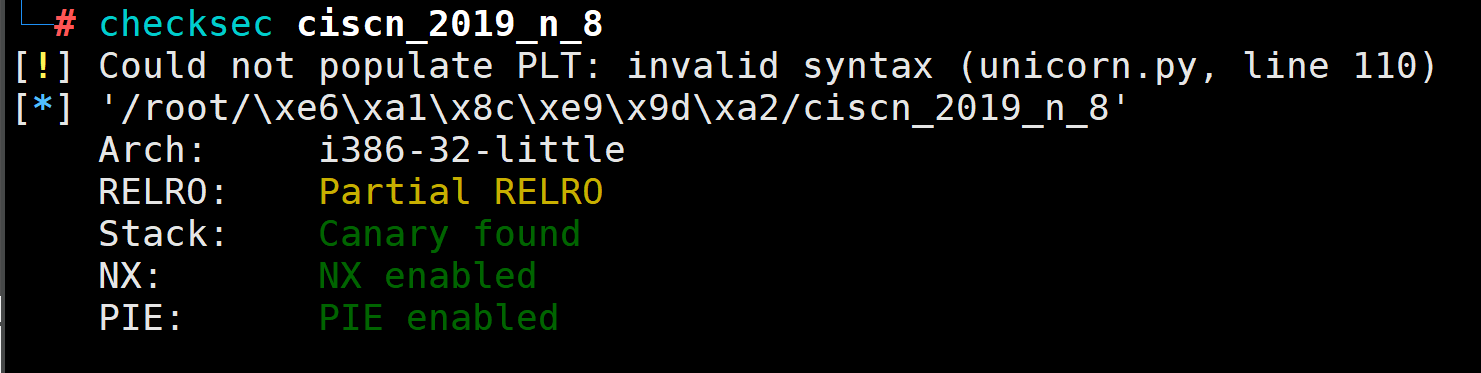 # checksec ciscn_2019_n_8
[!] Could not populate PLT: invalid syntax (unicorn.py, line 110)
[*] '/root/\xe6\xa1\x8c\xe9\x9d\xa2/ciscn_2019_n_8'
Arch: i386-32-little
RELRO: Partial RELRO
Stack: Canary found
NX: NX enabled
PIE: PIE enabled